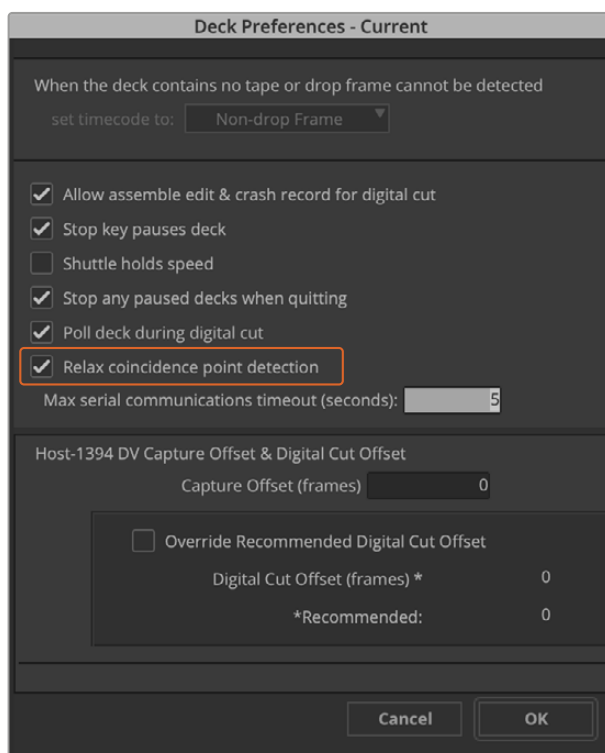 Deck Preferences - Current
When the deck contains no tape or drop frame cannot be detected
set timecode to: Non-drop Frame
Allow assemble edit & crash record for digital cut
Stop key pauses deck
Shuttle holds speed
Stop any paused decks when quitting
Poll deck during digital cut
Relax coincidence point detection
Max serial communications timeout (seconds): 5
Host-1394 DV Capture Offset & Digital Cut Offset
Capture Offset (frames) 0
Override Recommended Digital Cut Offset
Digital Cut Offset (frames) * 0
*Recommended: 0
Cancel OK